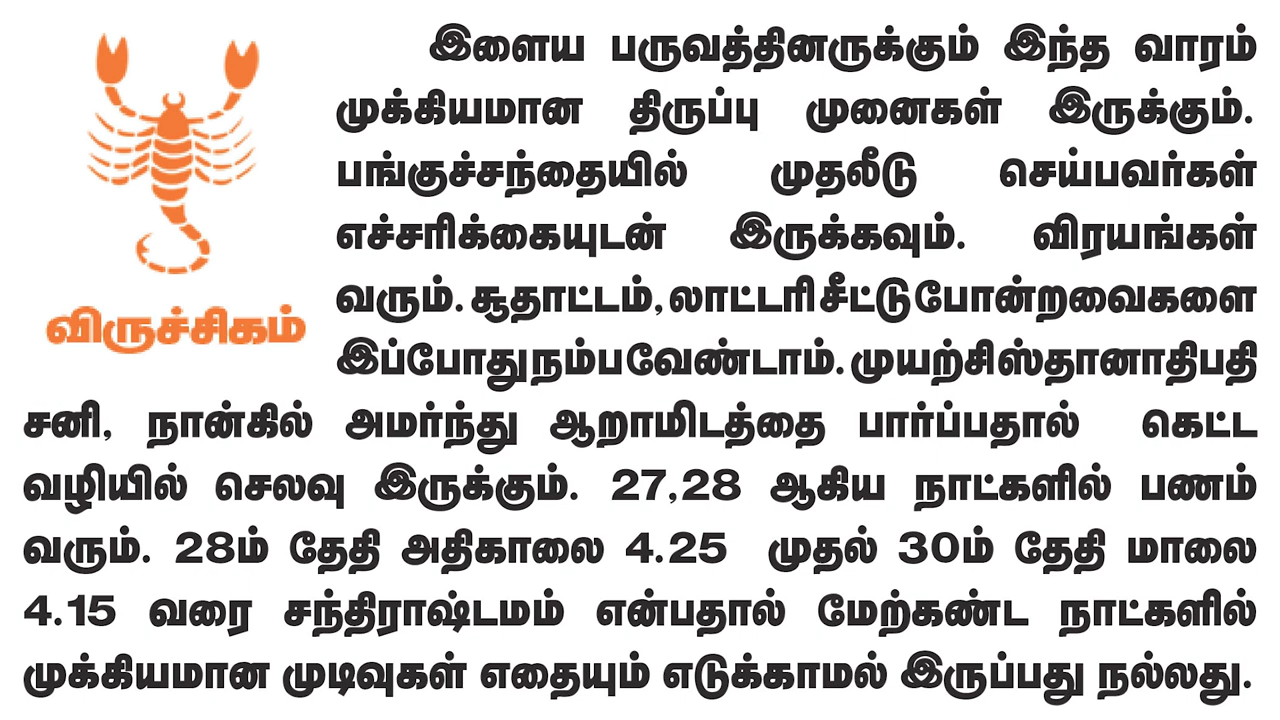 இளைய பருவத்தினருக்கும் இந்த வாரம்
முக்கியமான திருப்பு முனைகள் இருக்கும்.
பங்குச்சந்தையில் முதலீடு செய்பவர்கள்
எச்சரிக்கையுடன் இருக்கவும். விரயங்கள்
வரும். சூதாட்டம், லாட்டரி சீட்டு போன்றவைகளை
இப்போது நம்ப வேண்டாம். முயற்சிஸ்தானாதிபதி
விருச்சிகம்
சனி, நான்கில் அமர்ந்து ஆறாமிடத்தை பார்ப்பதால் கெட்ட
வழியில் செலவு இருக்கும். 27,28 ஆகிய நாட்களில் பணம்
வரும். 28ம் தேதி அதிகாலை 4.25 முதல் 30ம் தேதி மாலை
4.15 வரை சந்திராஷ்டமம் என்பதால் மேற்கண்ட நாட்களில்
முக்கியமான முடிவுகள் எதையும் எடுக்காமல் இருப்பது நல்லது.